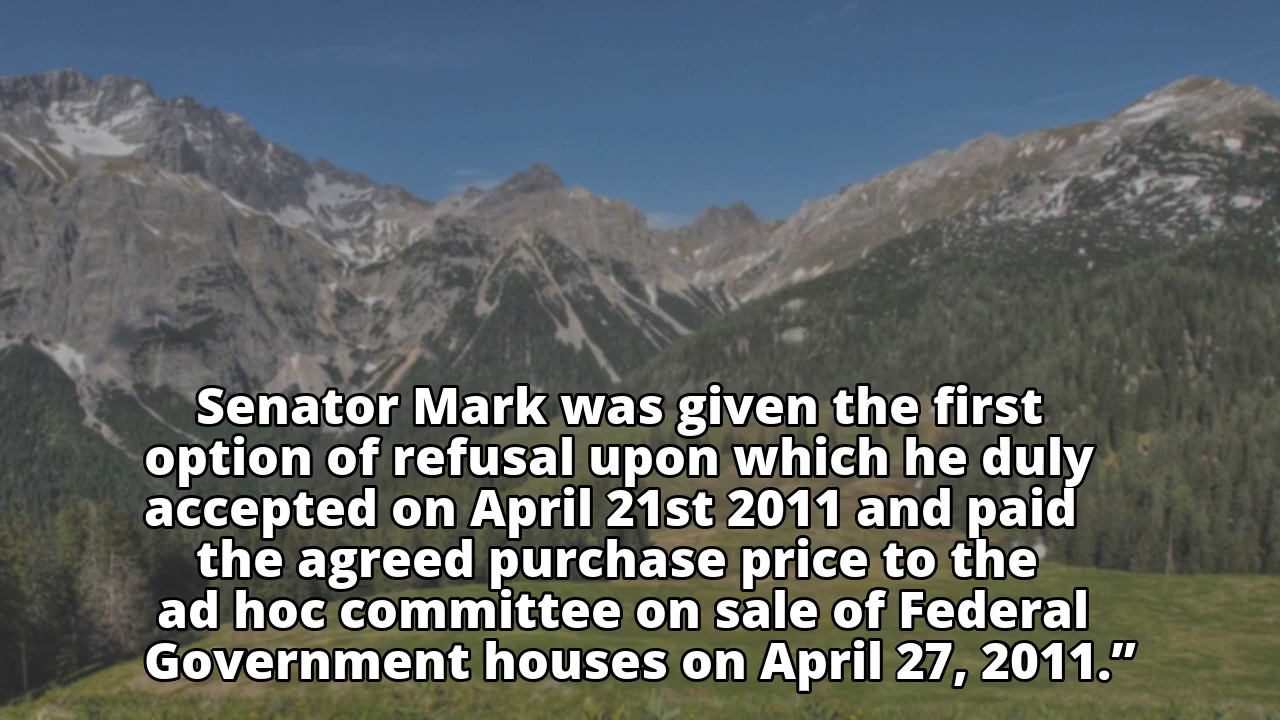 Senator Mark was given the first
option of refusal upon which he duly
accepted on April 21st 2011 and paid
the agreed purchase price to the
ad hoc committee on sale of Federal
Government houses on April 27, 2011.”